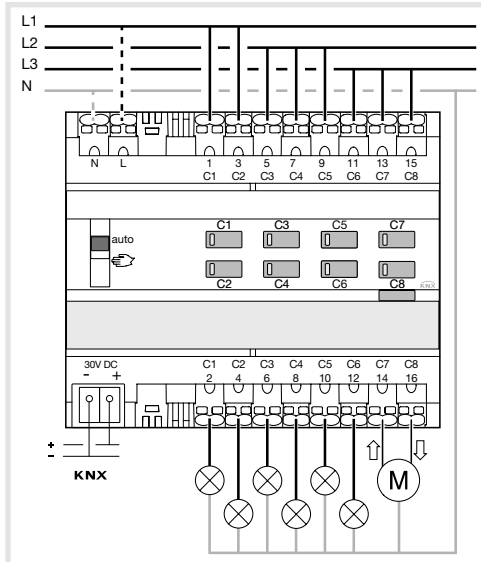 L1
L2
L3
N
N L 1 3 5 7 9 11 13 15
C1 C2 C3 C4 C5 C6 C7 C8
auto
C1 C3 C5 C7
C2 C4 C6 C8 KNX
30V DC
- +
C1 C2 C3 C4 C5 C6 C7 C8
2 4 6 8 10 12 14 16
+
-
KNX
M